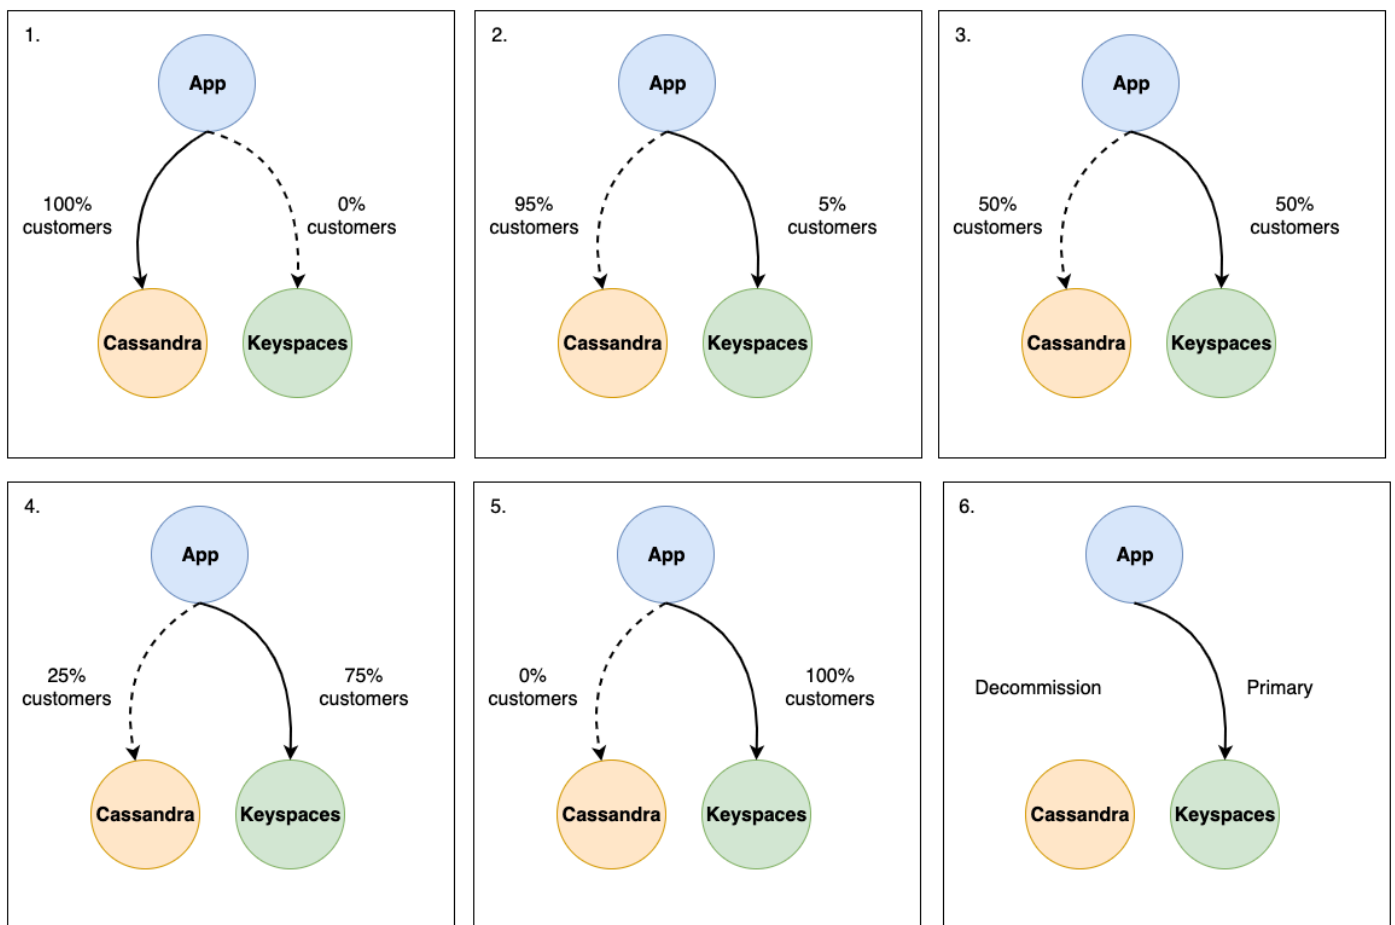 1.
App
100%
customers
0%
customers
Cassandra
Keyspaces
2.
App
95%
customers
5%
customers
Cassandra
Keyspaces
3.
App
50%
customers
50%
customers
Cassandra
Keyspaces
4.
App
25%
customers
75%
customers
Cassandra
Keyspaces
5.
App
0%
customers
100%
customers
Cassandra
Keyspaces
6.
App
Decommission
Primary
Cassandra
Keyspaces